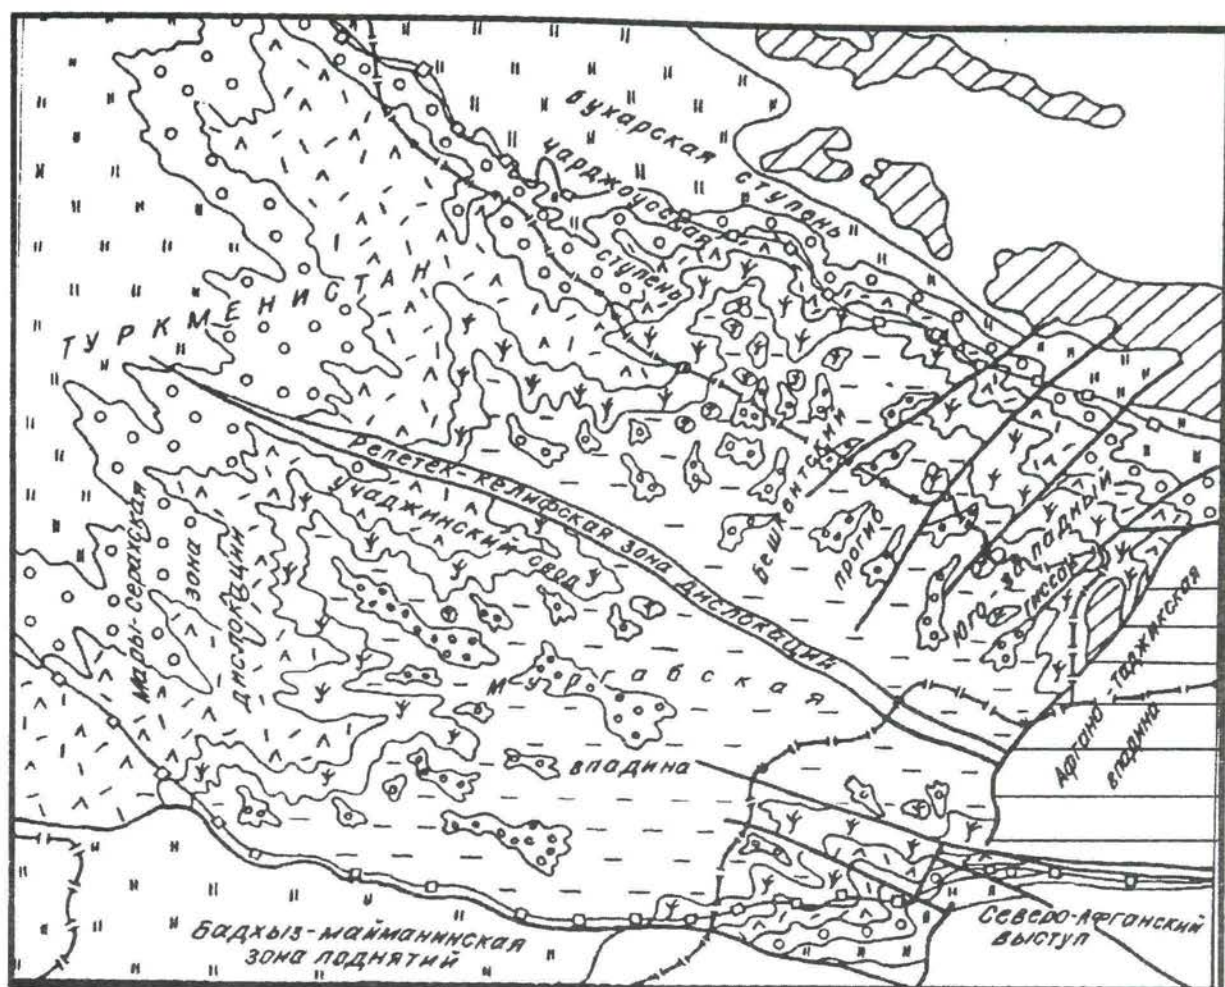 Бухарская
ступень
Чарджоусская
ступень
ТУРКМЕНИСТАН
Репетек-Келифская зона дислокаций
Учаджинский
свод
Мары-Серахская
зона
дислокации
Бешкентский
прогиб
Юго-Западный
Гиссар
Мургабская
впадина
Афгано-Таджикская
впадина
Бадхыз-Майманинская
зона поднятий
Северо-Афганский
выступ